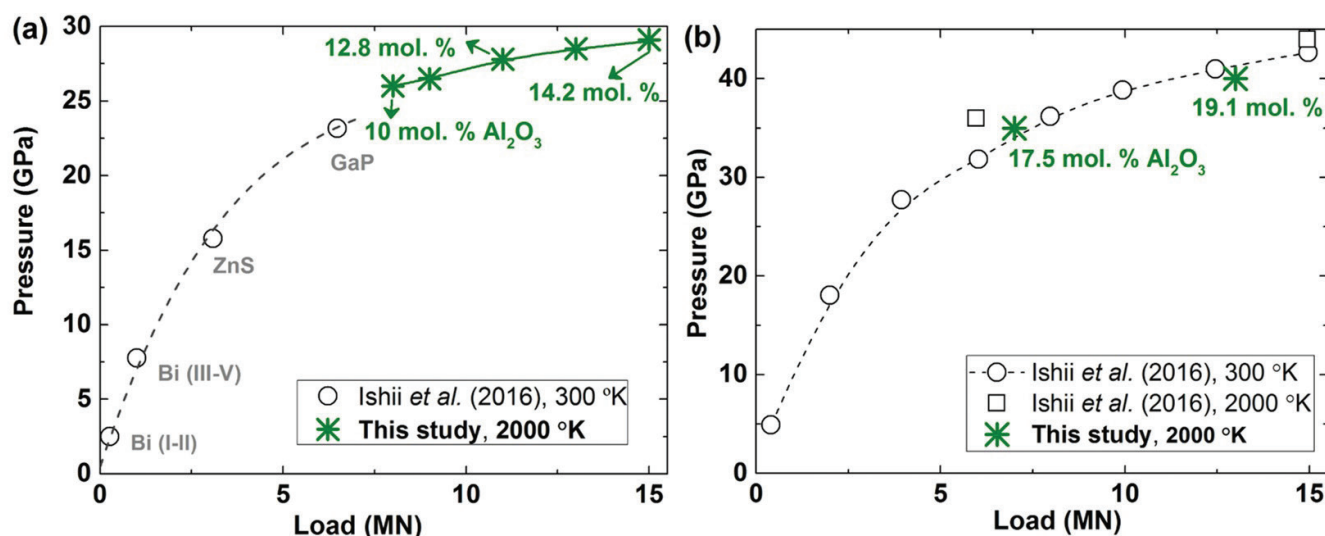 (a)
30
25
20
15
10
5
0
Pressure (GPa)
12.8 mol. %
14.2 mol. %
10 mol. % Al₂O₃
GaP
ZnS
Bi (III-V)
Bi (I-II)
Ishii et al. (2016), 300 °K
This study, 2000 °K
0 5 10 15
Load (MN)
(b)
40
30
20
10
0
Pressure (GPa)
19.1 mol. %
17.5 mol. % Al₂O₃
Ishii et al. (2016), 300 °K
Ishii et al. (2016), 2000 °K
This study, 2000 °K
0 5 10 15
Load (MN)